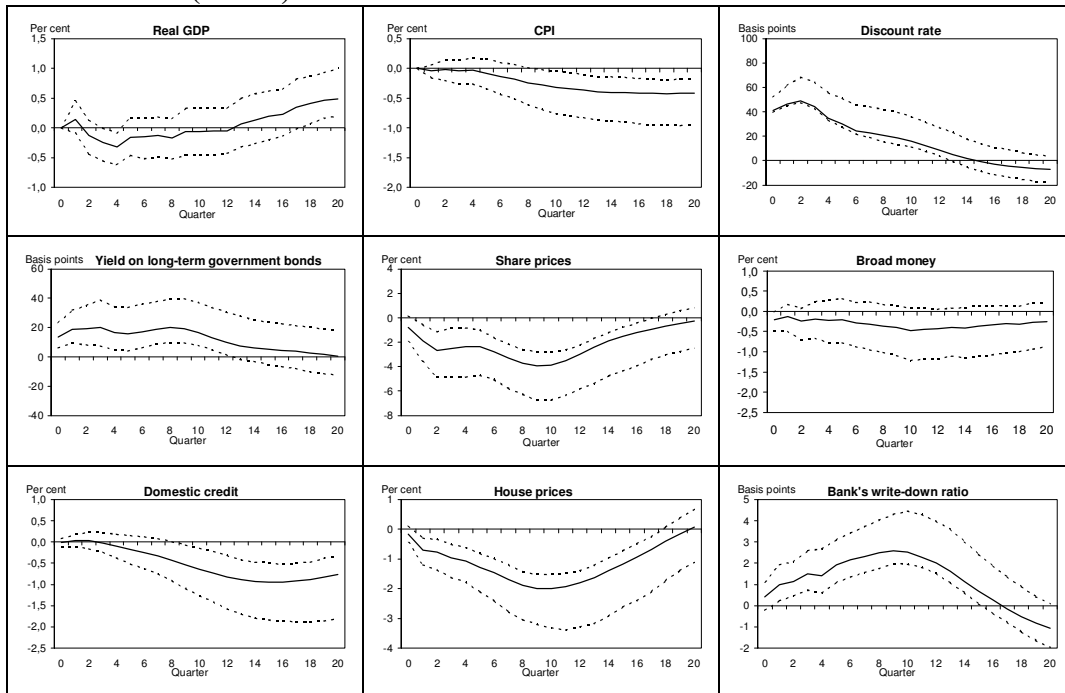 Per cent
Real GDP
1,5
1,0
0,5
0,0
-0,5
-1,0
0 2 4 6 8 10 12 14 16 18 20
Quarter
Per cent
CPI
0,5
0,0
-0,5
-1,0
-1,5
-2,0
0 2 4 6 8 10 12 14 16 18 20
Quarter
Basis points
Discount rate
100
80
60
40
20
0
-20
0 2 4 6 8 10 12 14 16 18 20
Quarter
Basis points
Yield on long-term government bonds
60
40
20
0
-20
-40
0 2 4 6 8 10 12 14 16 18 20
Quarter
Per cent
Share prices
4
2
0
-2
-4
-6
-8
0 2 4 6 8 10 12 14 16 18 20
Quarter
Per cent
Broad money
1,0
0,5
0,0
-0,5
-1,0
-1,5
-2,0
-2,5
0 2 4 6 8 10 12 14 16 18 20
Quarter
Per cent
Domestic credit
1,0
0,5
0,0
-0,5
-1,0
-1,5
-2,0
-2,5
0 2 4 6 8 10 12 14 16 18 20
Quarter
Per cent
House prices
1
0
-1
-2
-3
-4
0 2 4 6 8 10 12 14 16 18 20
Quarter
Basis points
Bank's write-down ratio
5
4
3
2
1
0
-1
-2
0 2 4 6 8 10 12 14 16 18 20
Quarter